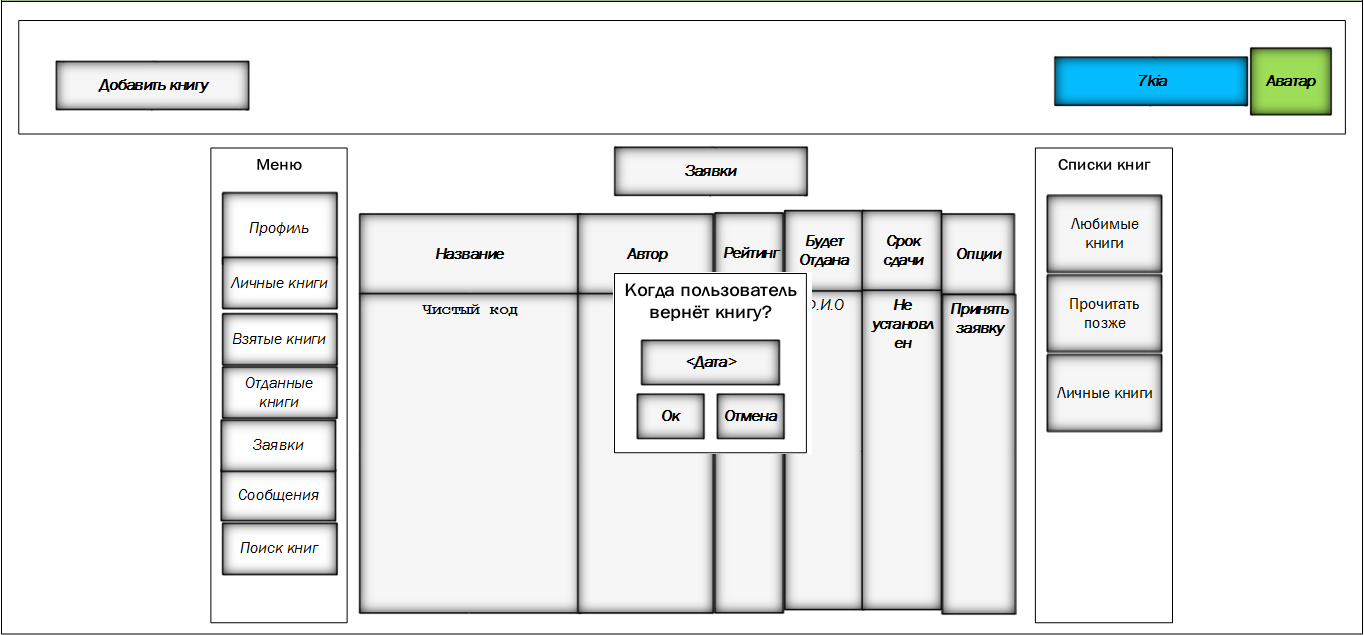 Добавить книгу
7kia
Аватар
Меню
Профиль
Личные книги
Взятые книги
Отданные
книги
Заявки
Сообщения
Поиск книг
Заявки
Название
Автор
Рейтинг
Будет
Отдана
Срок
сдачи
Опции
Чистый код
Ф.И.О
Не
установл
ен
Принять
заявку
Когда пользователь
вернёт книгу?
<Дата>
Ок
Отмена
Списки книг
Любимые
книги
Прочитать
позже
Личные книги